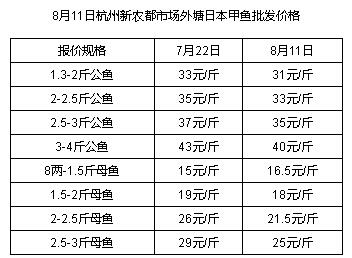 8月11日杭州新农都市场外塘日本甲鱼批发价格
报价规格 7月22日 8月11日
1.3-2斤公鱼 33元/斤 31元/斤
2-2.5斤公鱼 35元/斤 33元/斤
2.5-3斤公鱼 37元/斤 35元/斤
3-4斤公鱼 43元/斤 40元/斤
8两-1.5斤母鱼 15元/斤 16.5元/斤
1.5-2斤母鱼 19元/斤 18元/斤
2-2.5斤母鱼 26元/斤 21.5元/斤
2.5-3斤母鱼 29元/斤 25元/斤